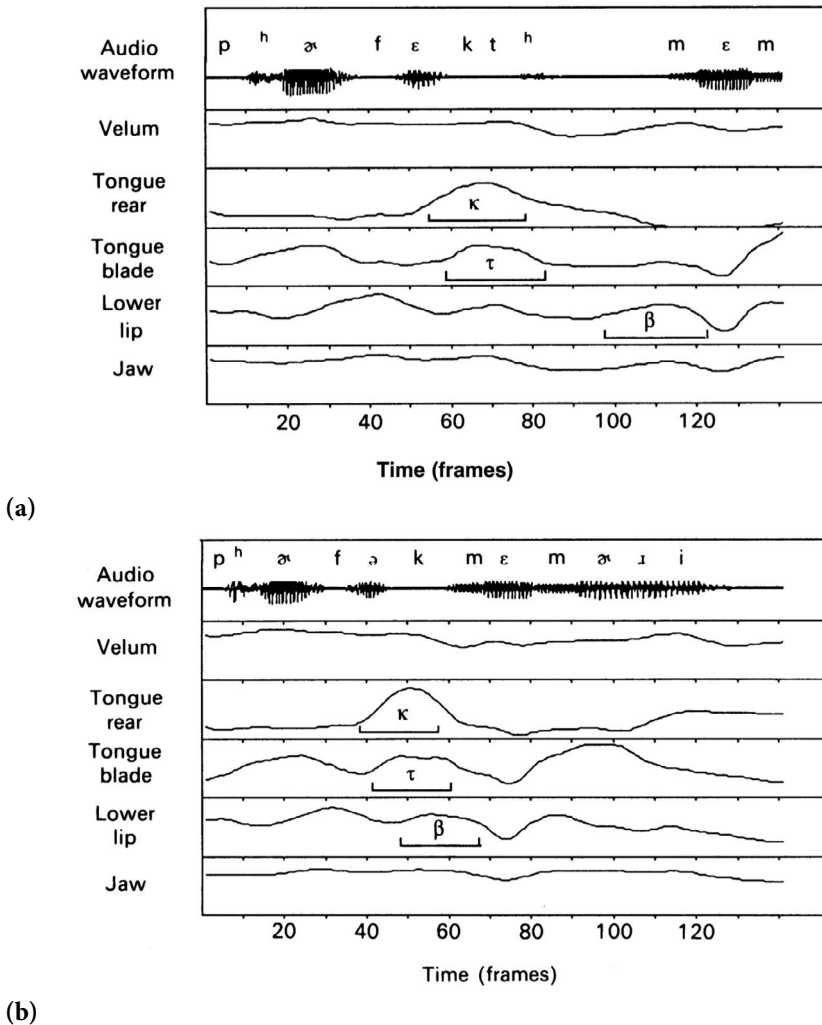 p ʰ ɚ f ɛ k t ʰ m ɛ m
Audio
waveform
Velum
Tongue
rear
κ
Tongue
blade
τ
Lower
lip
β
Jaw
20 40 60 80 100 120
Time (frames)
(a)
p ʰ ɚ f ə k m ɛ m ɚ ɹ i
Audio
waveform
Velum
Tongue
rear
κ
Tongue
blade
τ
Lower
lip
β
Jaw
20 40 60 80 100 120
Time (frames)
(b)